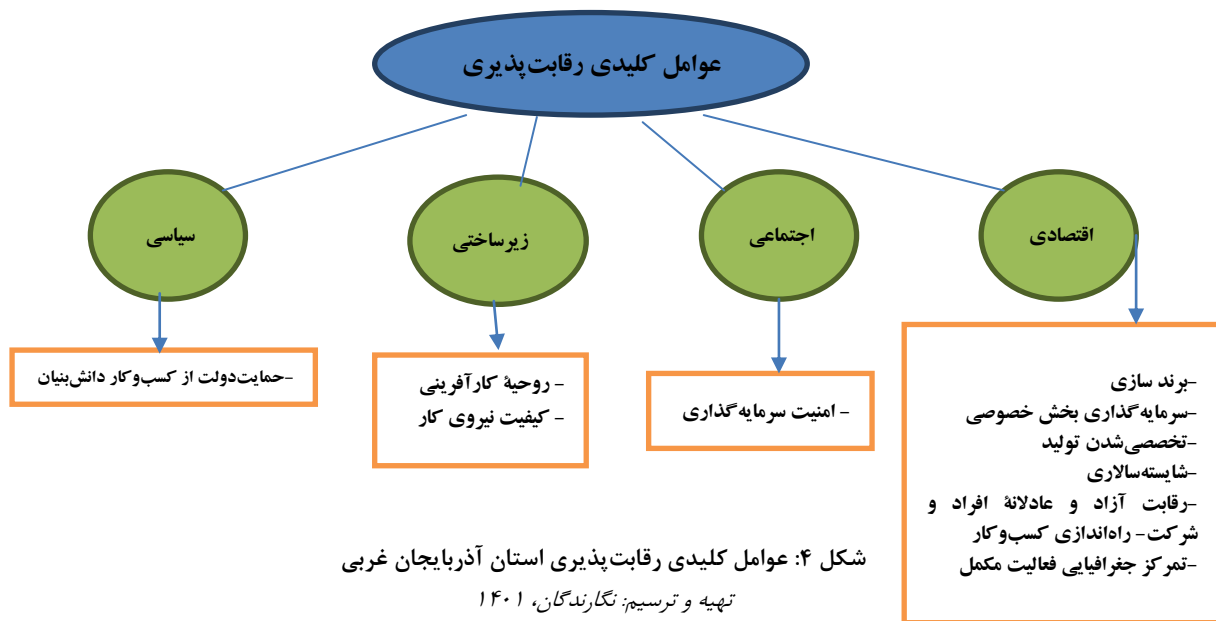 عوامل کلیدی رقابت‌پذیری
اقتصادی
اجتماعی
زیرساختی
سیاسی
-برند سازی
-سرمایه‌گذاری بخش خصوصی
-تخصصی‌شدن تولید
-شایسته‌سالاری
-رقابت آزاد و عادلانهٔ افراد و
شرکت- راه‌اندازی کسب‌وکار
-تمرکز جغرافیایی فعالیت مکمل
- امنیت سرمایه‌گذاری
- روحیهٔ کارآفرینی
- کیفیت نیروی کار
-حمایت‌دولت از کسب‌وکار دانش‌بنیان
شکل ۴: عوامل کلیدی رقابت‌پذیری استان آذربایجان غربی
تهیه و ترسیم: نگارندگان، ۱۴۰۱